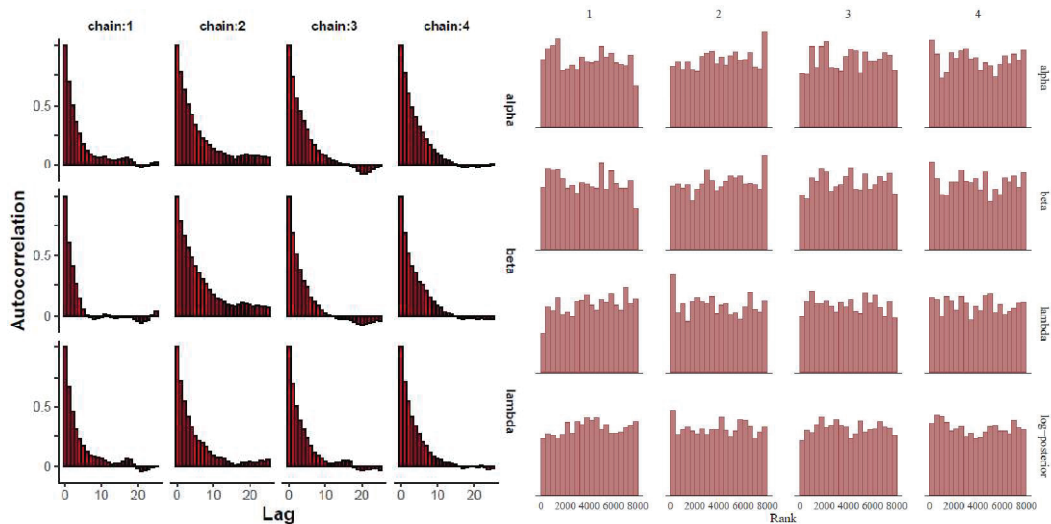 chain:1 chain:2 chain:3 chain:4
Autocorrelation
0.5
0
alpha
0.5
0
beta
0.5
0
lambda
0 10 20 0 10 20 0 10 20 0 10 20
Lag
1 2 3 4
alpha
beta
lambda
log-posterior
0 2000 4000 6000 8000 0 2000 4000 6000 8000 0 2000 4000 6000 8000 0 2000 4000 6000 8000
Rank